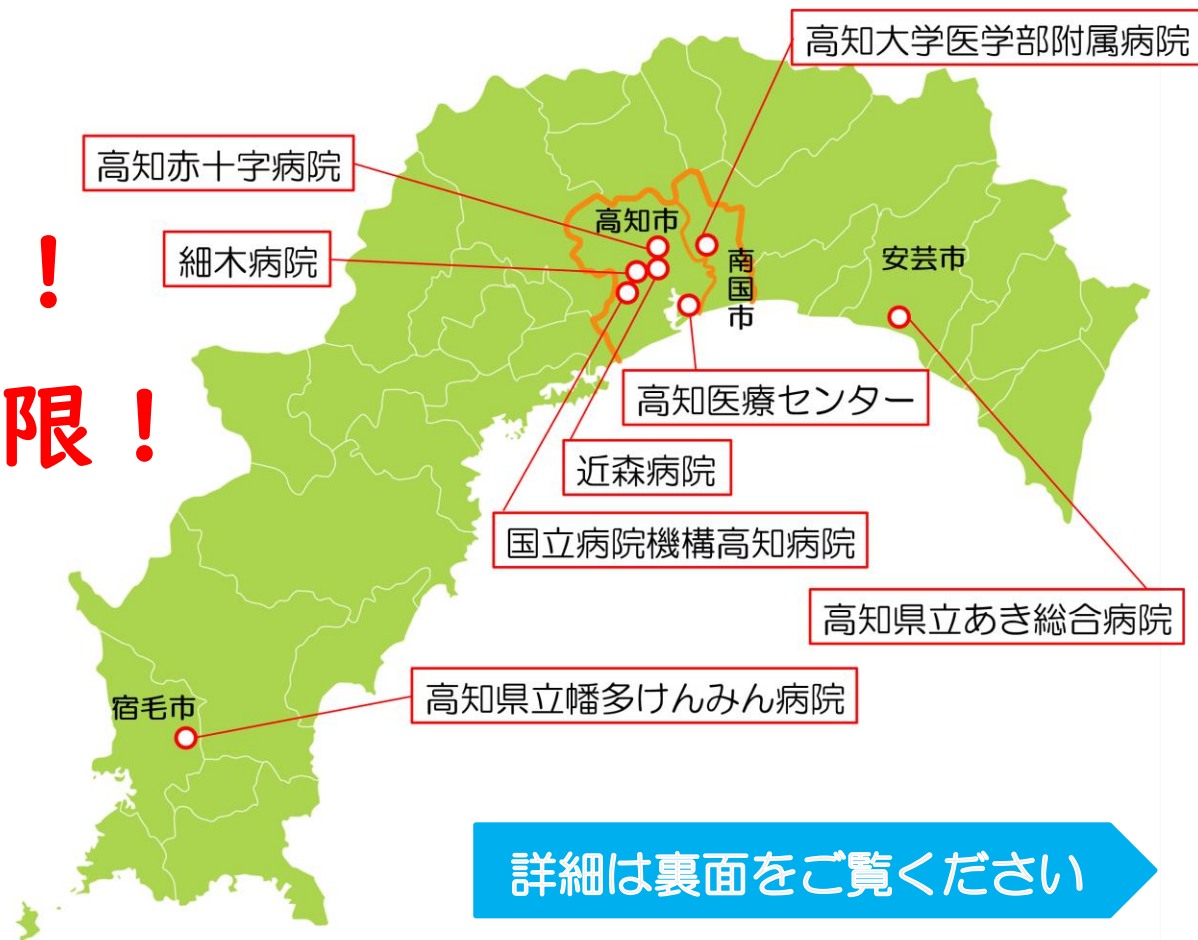 高知大学医学部附属病院
高知赤十字病院
高知市
！
細木病院
南国市
安芸市
高知医療センター
限！
近森病院
国立病院機構高知病院
高知県立あき総合病院
宿毛市
高知県立幡多けんみん病院
詳細は裏面をご覧ください